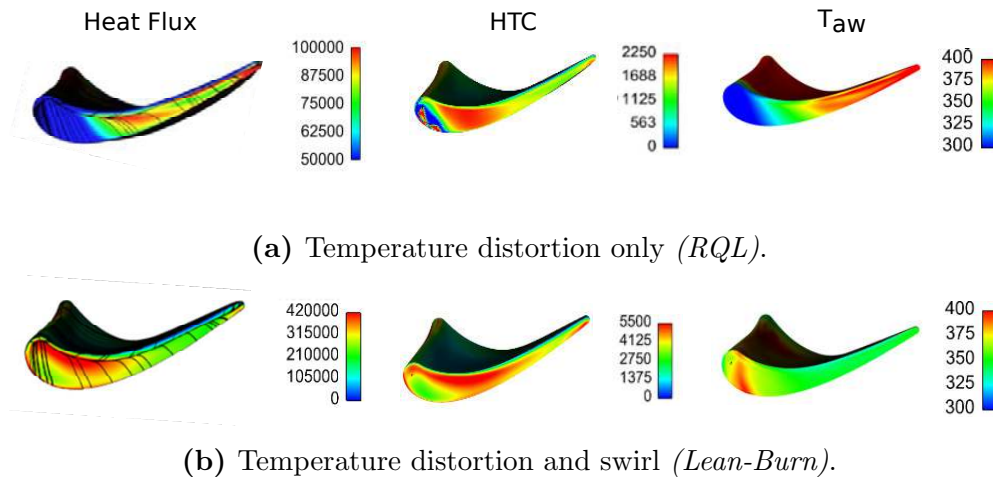 Heat Flux HTC Taw
100000 2250 400
87500 1688 375
75000 1125 350
62500 563 325
50000 0 300
(a) Temperature distortion only (RQL).
420000 5500 400
315000 4125 375
210000 2750 350
105000 1375 325
0 0 300
(b) Temperature distortion and swirl (Lean-Burn).